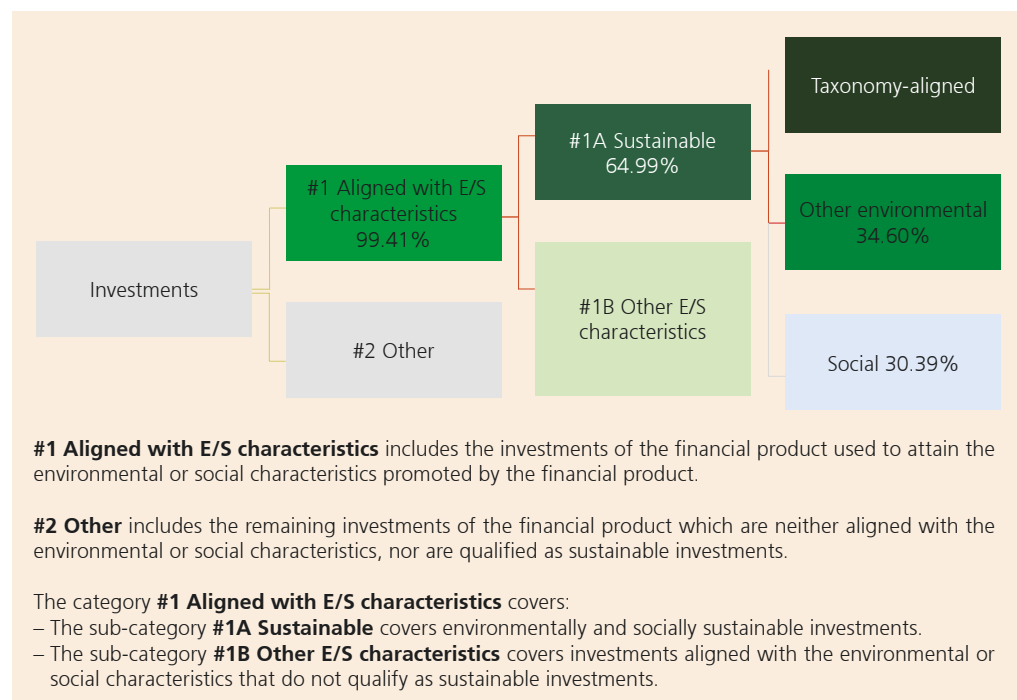 Taxonomy-aligned
#1A Sustainable
64.99%
#1 Aligned with E/S
characteristics
99.41%
Other environmental
34.60%
Investments
#1B Other E/S
characteristics
#2 Other
Social 30.39%
#1 Aligned with E/S characteristics includes the investments of the financial product used to attain the
environmental or social characteristics promoted by the financial product.
#2 Other includes the remaining investments of the financial product which are neither aligned with the
environmental or social characteristics, nor are qualified as sustainable investments.
The category #1 Aligned with E/S characteristics covers:
– The sub-category #1A Sustainable covers environmentally and socially sustainable investments.
– The sub-category #1B Other E/S characteristics covers investments aligned with the environmental or
social characteristics that do not qualify as sustainable investments.